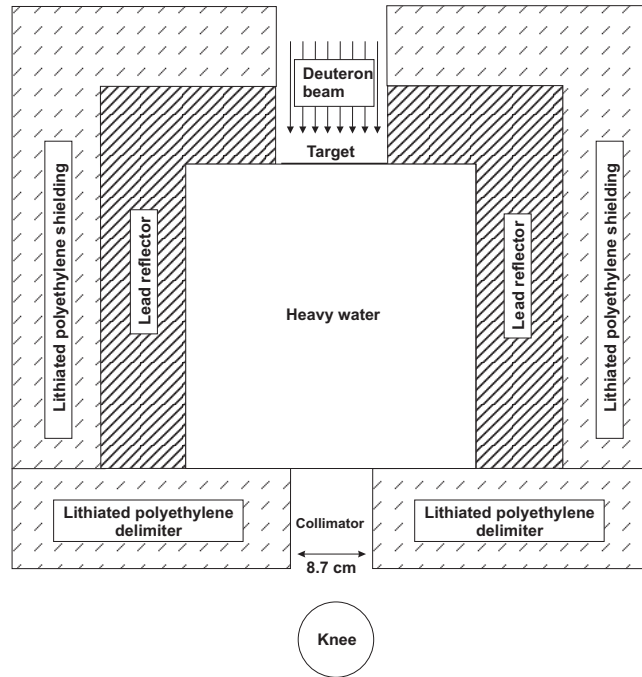 Deuteron
beam
Target
Lithiated polyethylene shielding
Lead reflector
Heavy water
Lead reflector
Lithiated polyethylene shielding
Lithiated polyethylene
delimiter
Collimator
Lithiated polyethylene
delimiter
8.7 cm
Knee